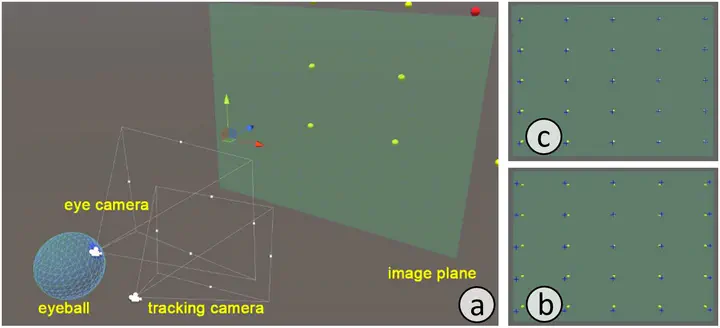 eye camera
image plane
eyeball
tracking camera
a
c
b